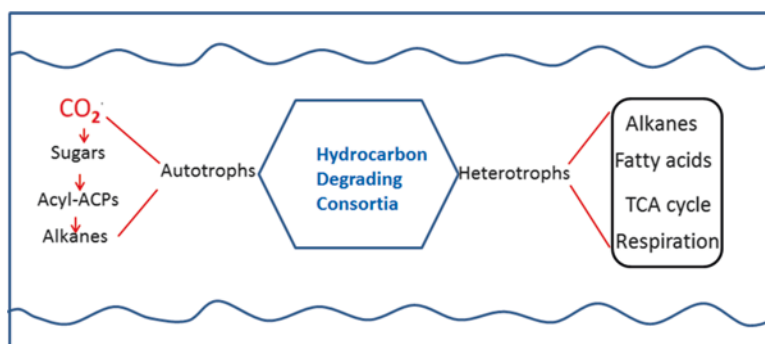 CO2
Sugars
Acyl-ACPs
Alkanes
Autotrophs
Hydrocarbon
Degrading
Consortia
Heterotrophs
Alkanes
Fatty acids
TCA cycle
Respiration